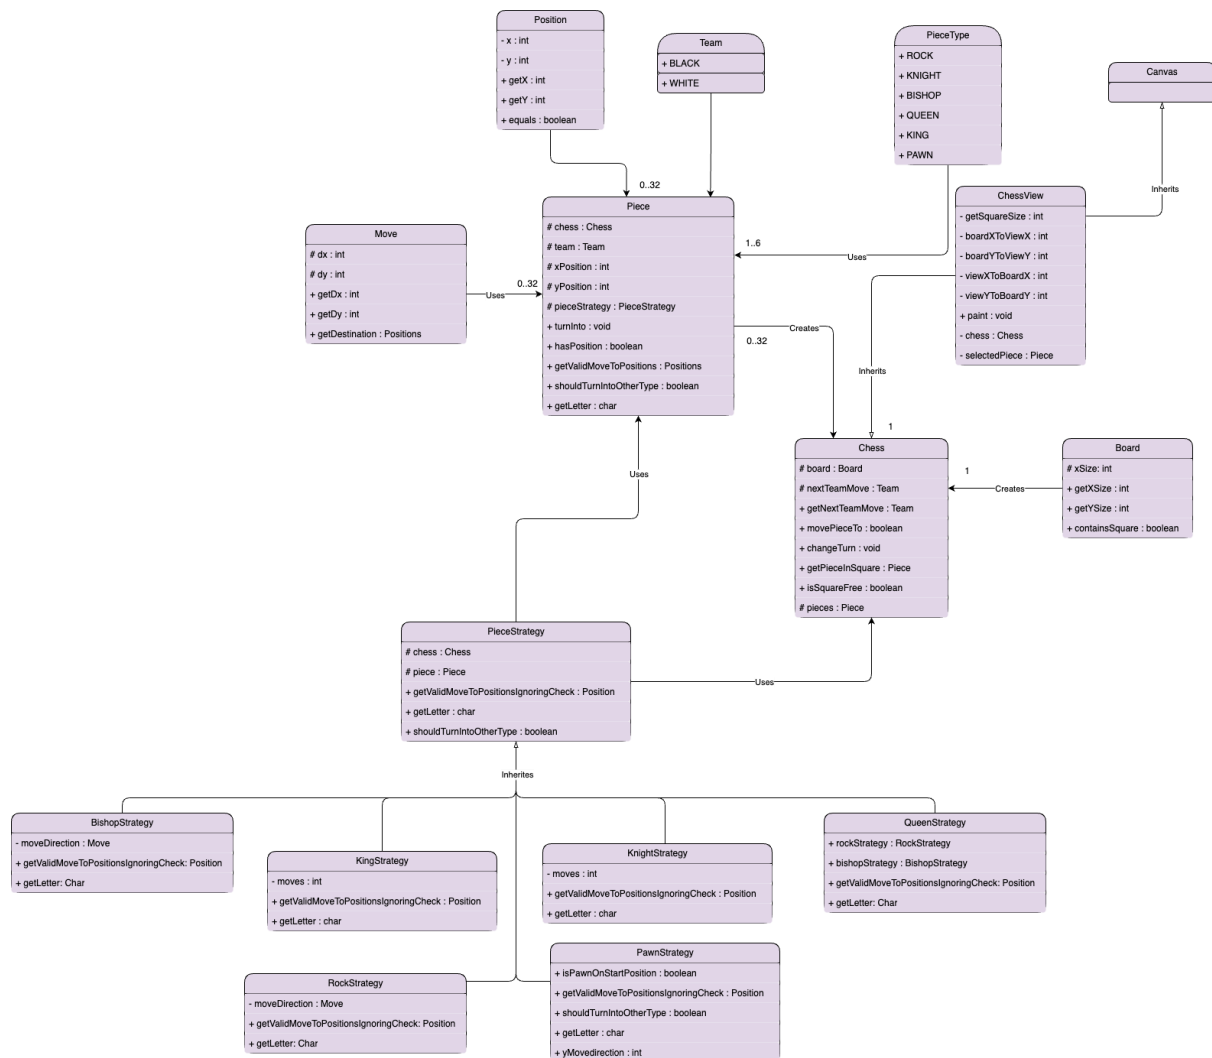 Position
- x : int
- y : int
+ getX : int
+ getY : int
+ equals : boolean
Team
+ BLACK
+ WHITE
PieceType
+ ROCK
+ KNIGHT
+ BISHOP
+ QUEEN
+ KING
+ PAWN
Canvas
Inherits
ChessView
- getSquareSize : int
- boardXToViewX : int
- boardYToViewY : int
- viewXToBoardX : int
- viewYToBoardY : int
+ paint : void
- chess : Chess
- selectedPiece : Piece
0..32
Piece
# chess : Chess
# team : Team
# xPosition : int
# yPosition : int
# pieceStrategy : PieceStrategy
+ turnInto : void
+ hasPosition : boolean
+ getValidMoveToPositions : Positions
+ shouldTurnIntoOtherType : boolean
+ getLetter : char
1..6
Uses
Move
# dx : int
# dy : int
+ getDx : int
+ getDy : int
+ getDestination : Positions
0..32
Uses
Creates
0..32
Inherits
1
Chess
# board : Board
# nextTeamMove : Team
+ getNextTeamMove : Team
+ movePieceTo : boolean
+ changeTurn : void
+ getPieceInSquare : Piece
+ isSquareFree : boolean
# pieces : Piece
1
Creates
Board
# xSize: int
+ getXSize : int
+ getYSize : int
+ containsSquare : boolean
Uses
PieceStrategy
# chess : Chess
# piece : Piece
+ getValidMoveToPositionsIgnoringCheck : Position
+ getLetter : char
+ shouldTurnIntoOtherType : boolean
Uses
Inherites
BishopStrategy
- moveDirection : Move
+ getValidMoveToPositionsIgnoringCheck: Position
+ getLetter: Char
KingStrategy
- moves : int
+ getValidMoveToPositionsIgnoringCheck : Position
+ getLetter : char
KnightStrategy
- moves : int
+ getValidMoveToPositionsIgnoringCheck : Position
+ getLetter : char
QueenStrategy
+ rockStrategy : RockStrategy
+ bishopStrategy : BishopStrategy
+ getValidMoveToPositionsIgnoringCheck: Position
+ getLetter: Char
RockStrategy
- moveDirection : Move
+ getValidMoveToPositionsIgnoringCheck: Position
+ getLetter: Char
PawnStrategy
+ isPawnOnStartPosition : boolean
+ getValidMoveToPositionsIgnoringCheck : Position
+ shouldTurnIntoOtherType : boolean
+ getLetter : char
+ yMovedirection : int